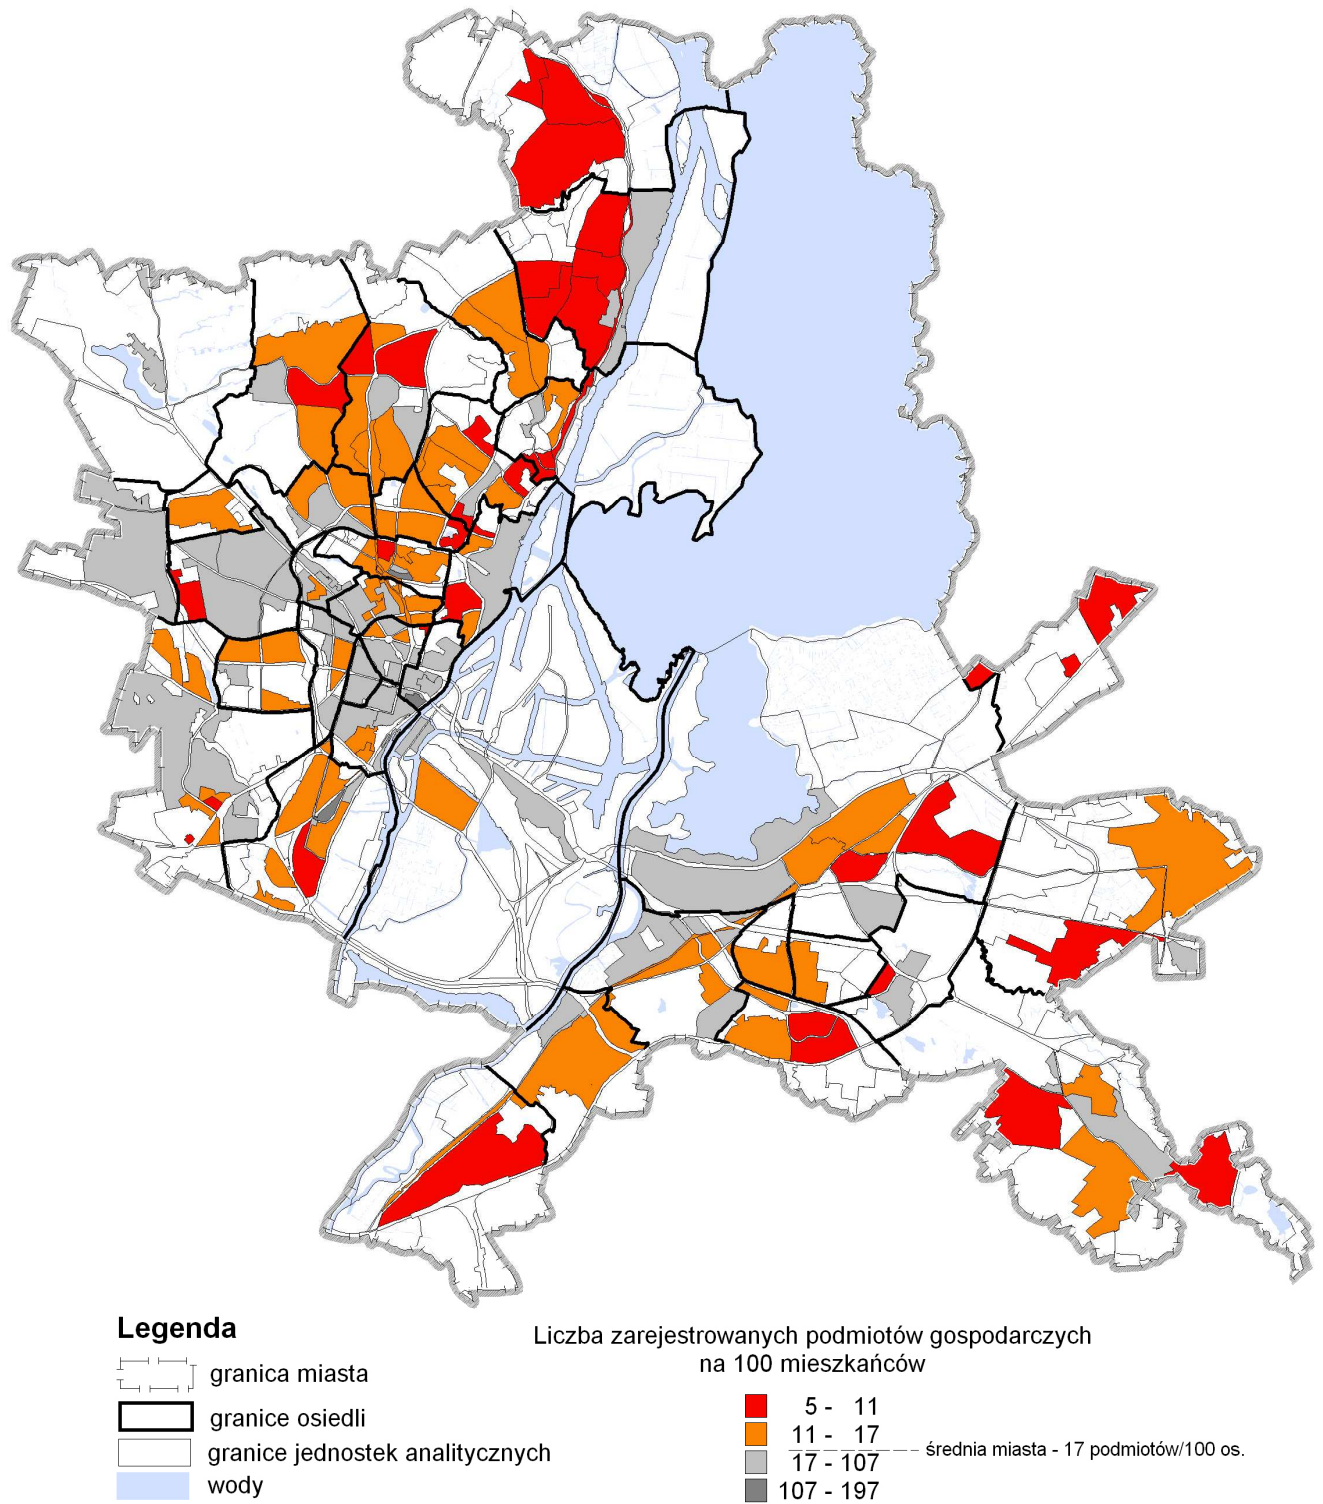 Legenda
granica miasta
granice osiedli
granice jednostek analitycznych
wody
Liczba zarejestrowanych podmiotów gospodarczych
na 100 mieszkańców
5 - 11
11 - 17
średnia miasta - 17 podmiotów/100 os.
17 - 107
107 - 197